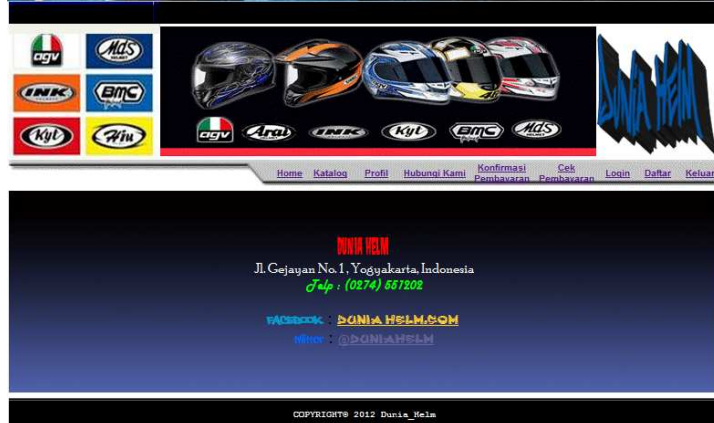 agv
MdS
INK
BMC
Kyt
Hiu
agv Arai INK Kyt BMC MdS
DUNIA HELM
Home Katalog Profil Hubungi Kami Konfirmasi Pembayaran Cek Pembayaran Login Daftar Keluar
DUNIA HELM
Jl. Gejayan No. 1, Yogyakarta, Indonesia
Telp : (0274) 551202
FACEBOOK : DUNIA HELM.COM
: @DUNIAHELM
COPYRIGHT© 2012 Dunia_Helm